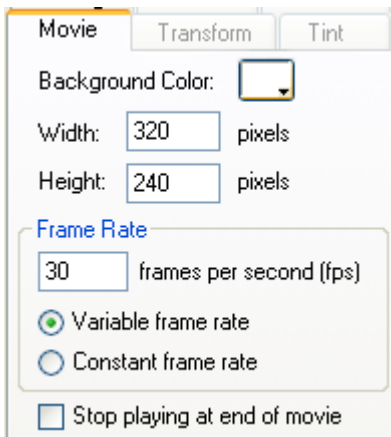 Movie Transform Tint
Background Color:
Width: 320 pixels
Height: 240 pixels
Frame Rate
30 frames per second (fps)
Variable frame rate
Constant frame rate
Stop playing at end of movie